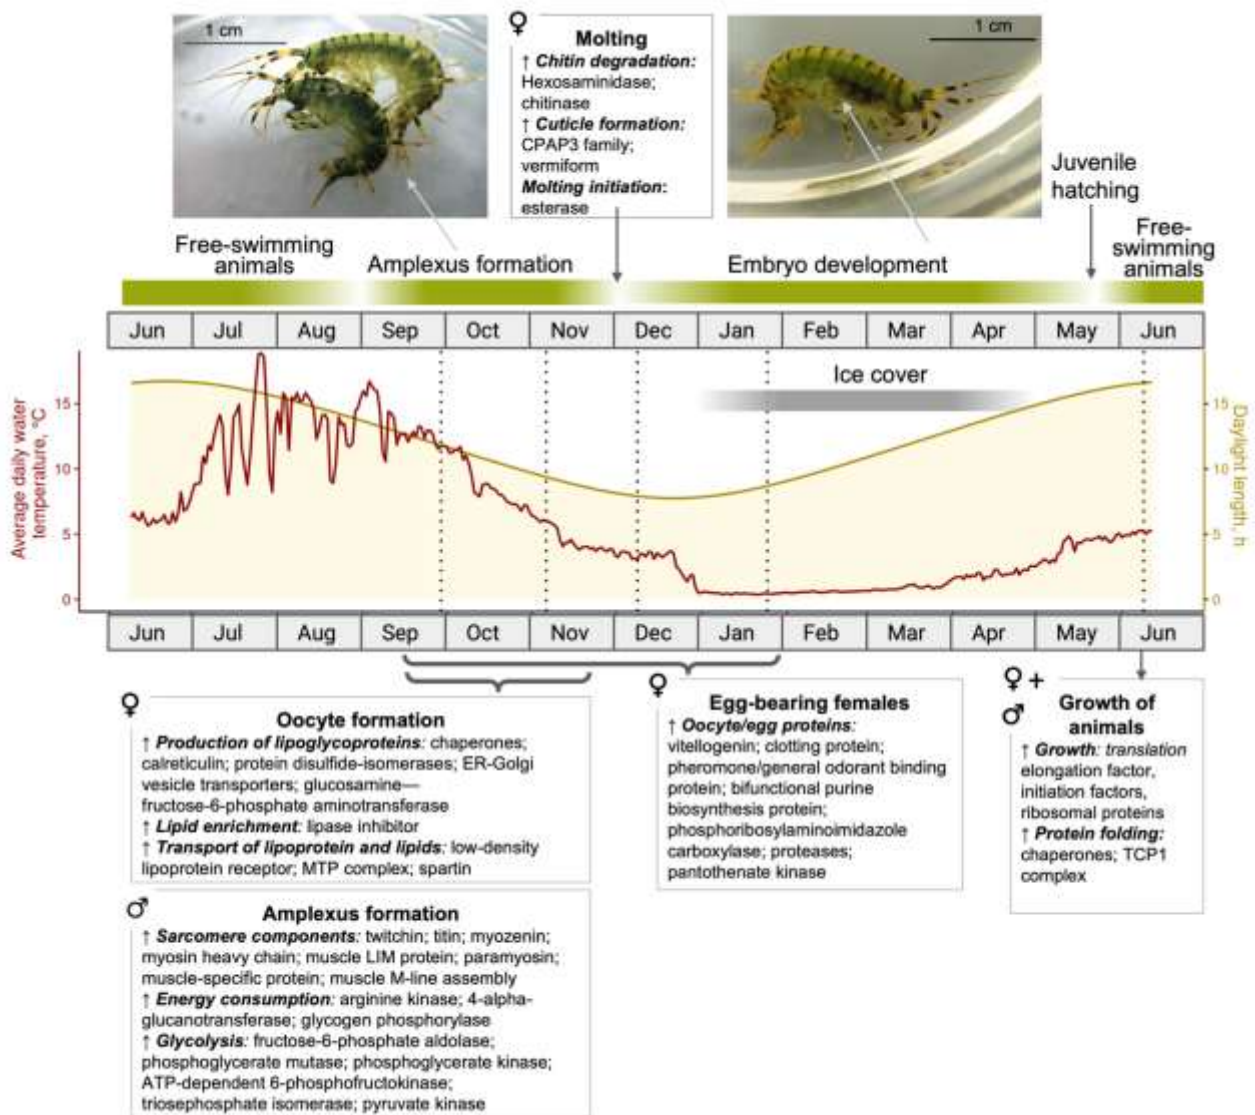 1 cm
♀
Molting
↑ Chitin degradation:
Hexosaminidase;
chitinase
↑ Cuticle formation:
CPAP3 family;
vermiform
Molting initiation:
esterase
1 cm
Juvenile
hatching
Free-swimming
animals
Amplexus formation
Embryo development
Free-
swimming
animals
Jun Jul Aug Sep Oct Nov Dec Jan Feb Mar Apr May Jun
Average daily water
temperature, °C
15
10
5
0
Ice cover
15
10
5
0
Daylight length, h
Jun Jul Aug Sep Oct Nov Dec Jan Feb Mar Apr May Jun
♀
Oocyte formation
↑ Production of lipoglycoproteins: chaperones;
calreticulin; protein disulfide-isomerases; ER-Golgi
vesicle transporters; glucosamine—
fructose-6-phosphate aminotransferase
↑ Lipid enrichment: lipase inhibitor
↑ Transport of lipoprotein and lipids: low-density
lipoprotein receptor; MTP complex; spartin
♂
Amplexus formation
↑ Sarcomere components: twitchin; titin; myozenin;
myosin heavy chain; muscle LIM protein; paramyosin;
muscle-specific protein; muscle M-line assembly
↑ Energy consumption: arginine kinase; 4-alpha-
glucanotransferase; glycogen phosphorylase
↑ Glycolysis: fructose-6-phosphate aldolase;
phosphoglycerate mutase; phosphoglycerate kinase;
ATP-dependent 6-phosphofructokinase;
triosephosphate isomerase; pyruvate kinase
♀
Egg-bearing females
↑ Oocyte/egg proteins:
vitellogenin; clotting protein;
pheromone/general odorant binding
protein; bifunctional purine
biosynthesis protein;
phosphoribosylaminoimidazole
carboxylase; proteases;
pantothenate kinase
♀ +
♂
Growth of
animals
↑ Growth: translation
elongation factor,
initiation factors,
ribosomal proteins
↑ Protein folding:
chaperones; TCP1
complex